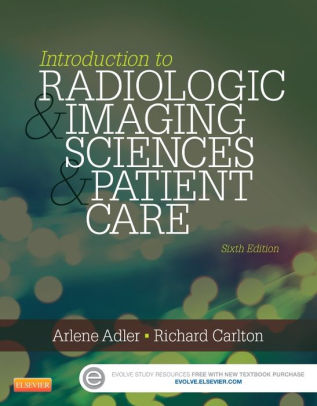 Introduction to
RADIOLOGIC
& IMAGING
SCIENCES
& PATIENT
CARE
Sixth Edition
Arlene Adler ▪ Richard Carlton
ELSEVIER
e
EVOLVE STUDY RESOURCES FREE WITH NEW TEXTBOOK PURCHASE
EVOLVE.ELSEVIER.COM